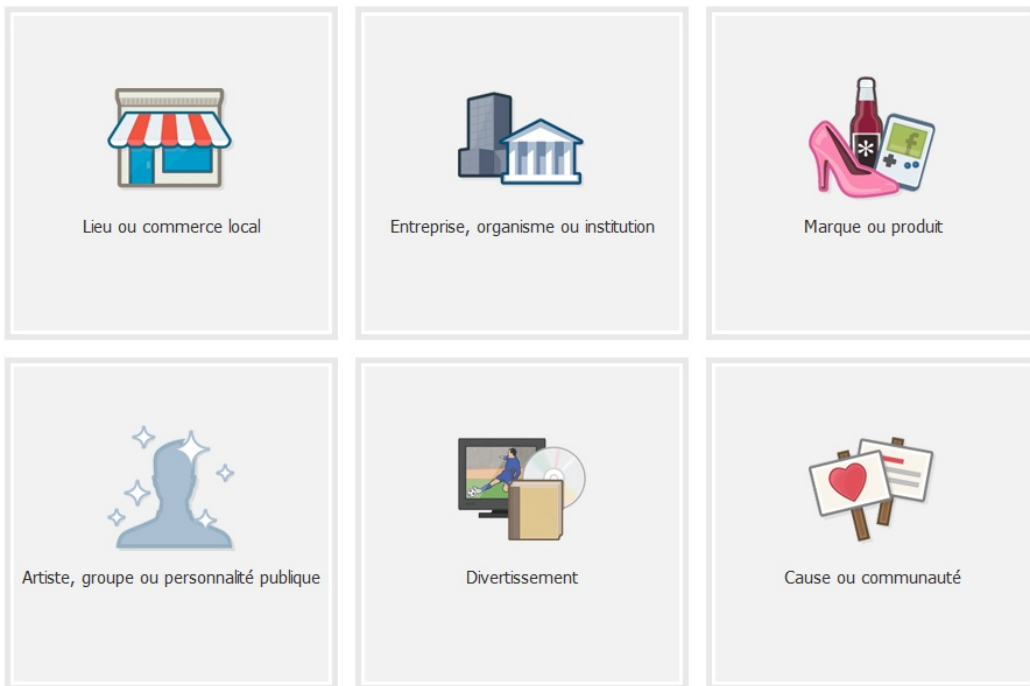 Lieu ou commerce local
Entreprise, organisme ou institution
Marque ou produit
Artiste, groupe ou personnalité publique
Divertissement
Cause ou communauté